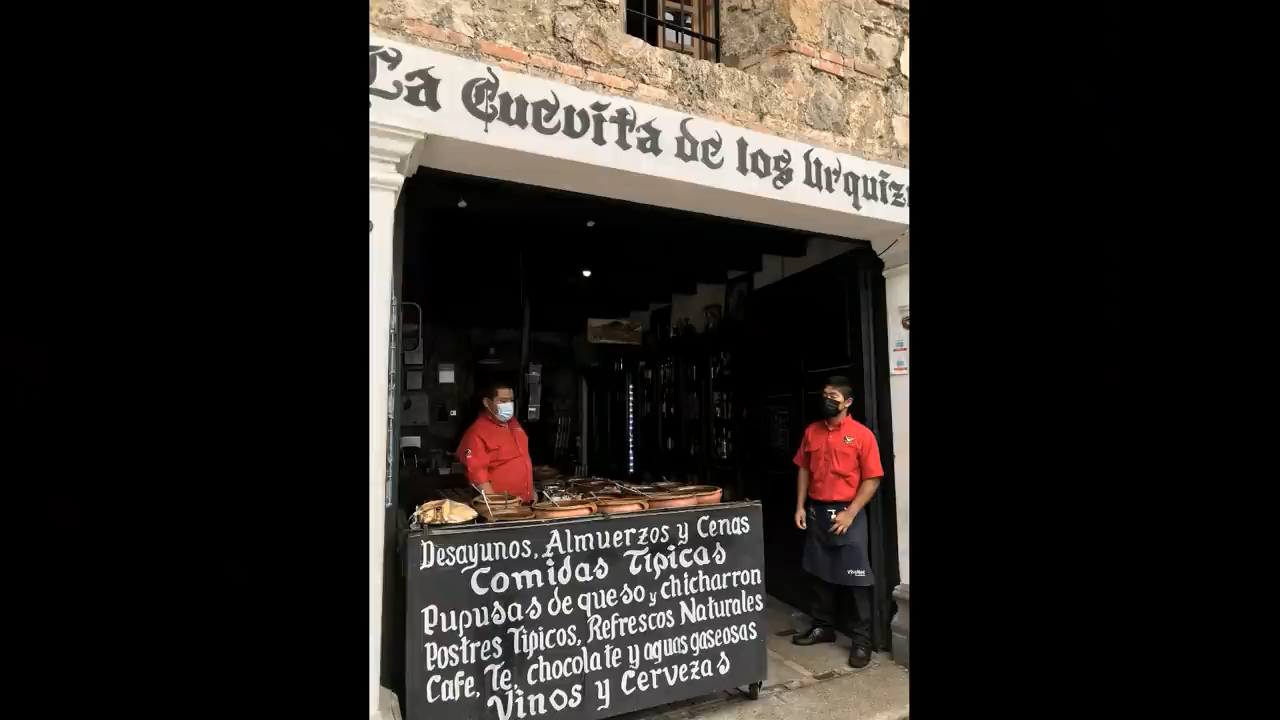 La Cuevita de los Urquiz
Desayunos, Almuerzos y Cenas
Comidas Tipicas
Pupusas de queso y chicharron
Postres Tipicos, Refrescos Naturales
Cafe, Te, chocolate y aguas gaseosas
Vinos y Cervezas